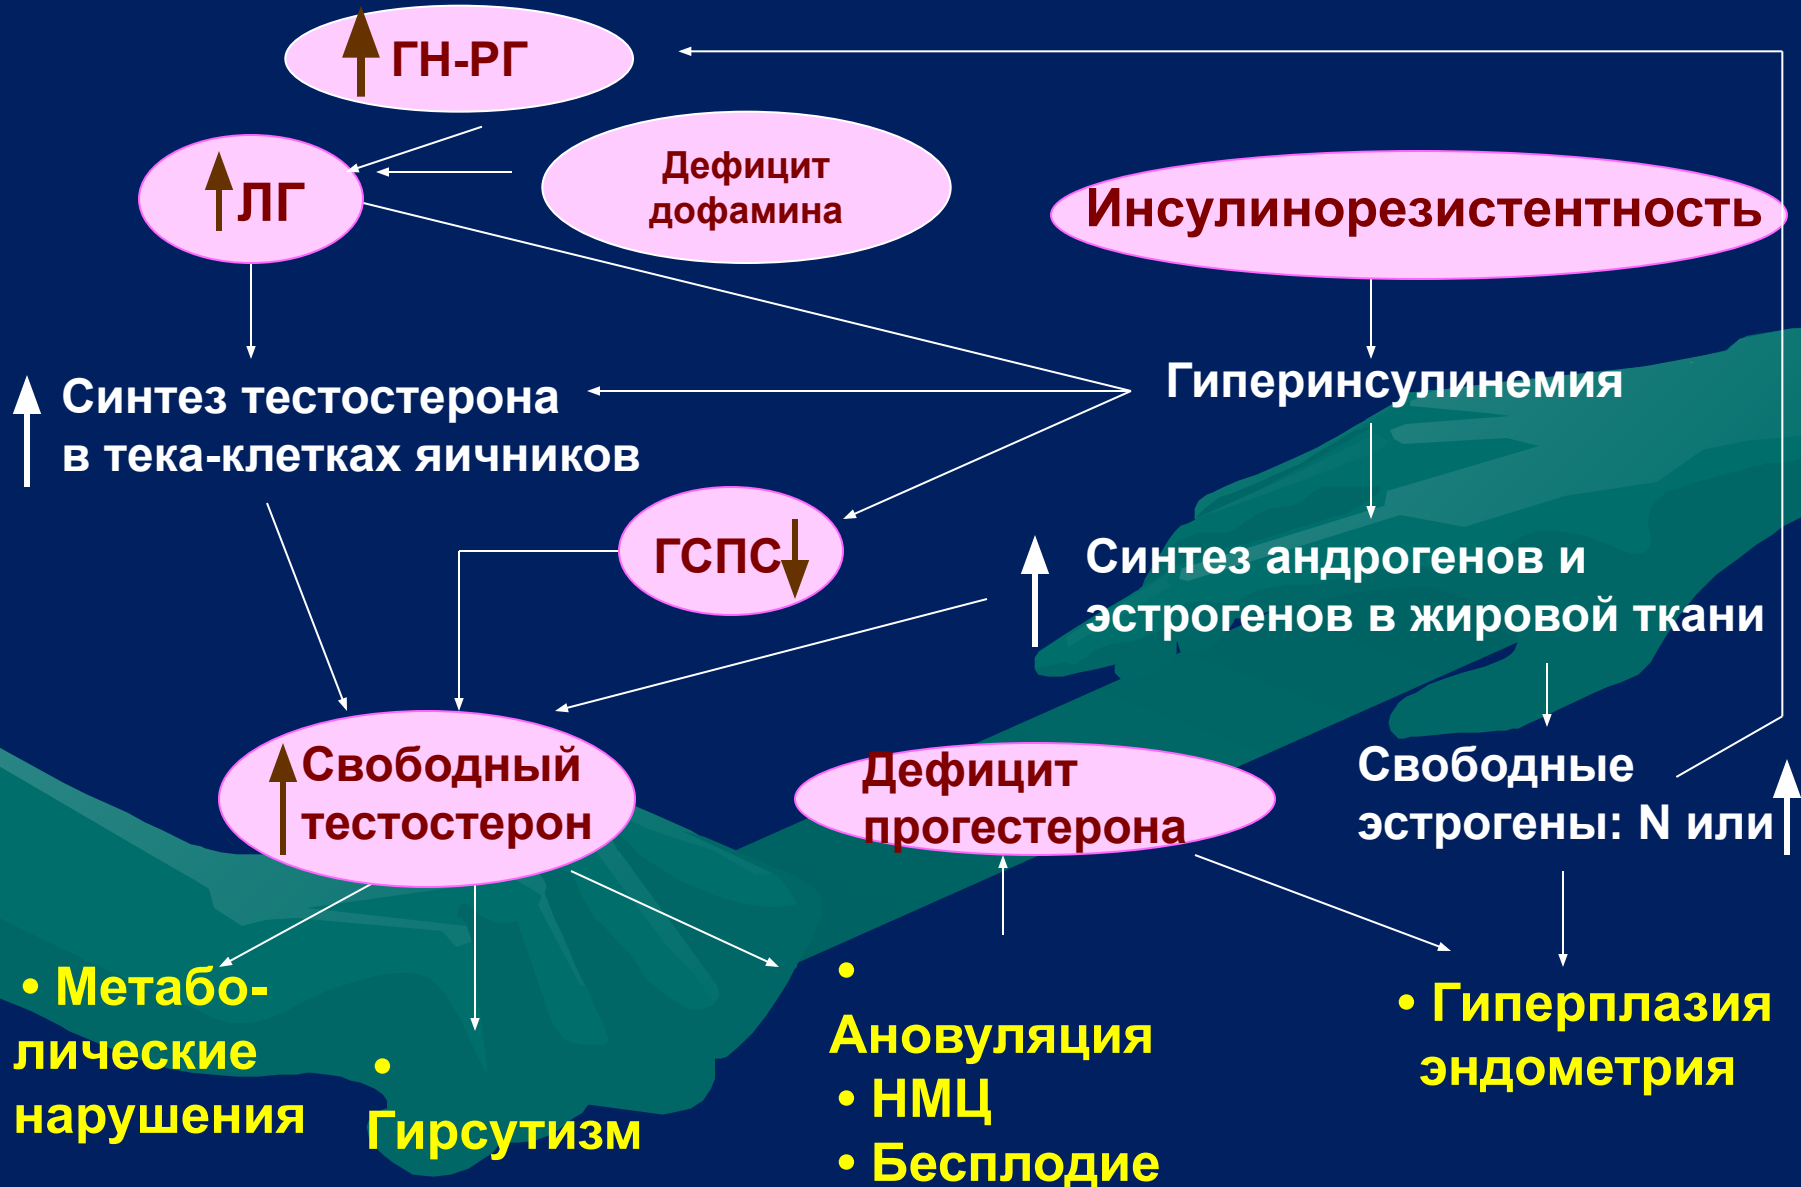 ГН-РГ
Дефицит
дофамина
ЛГ
Инсулинорезистентность
Гиперинсулинемия
Синтез тестостерона
в тека-клетках яичников
ГСПС
Синтез андрогенов и
эстрогенов в жировой ткани
Свободный
тестостерон
Дефицит
прогестерона
Свободные
эстрогены: N или
• Метабо-
лические
нарушения
•
Гирсутизм
•
Ановуляция
• НМЦ
• Бесплодие
• Гиперплазия
эндометрия